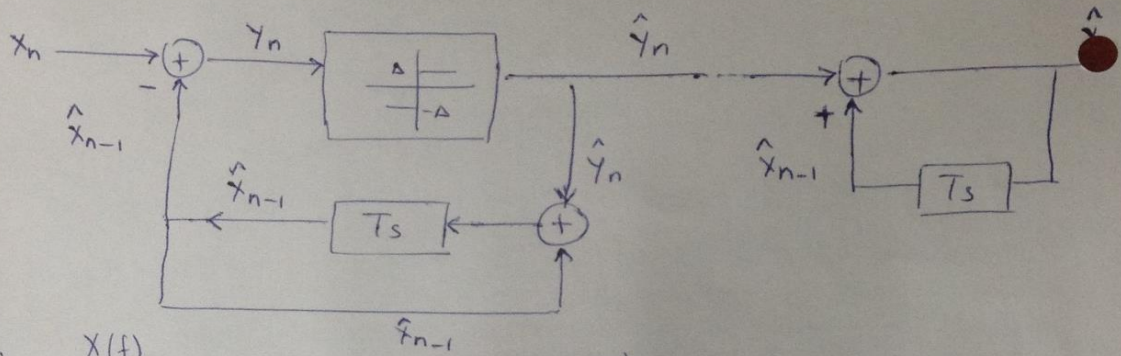 xₙ
+
yₙ
Δ
-Δ
ŷₙ
+
-
x̂ₙ₋₁
+
x̂ₙ₋₁
Ts
ŷₙ
x̂ₙ₋₁
Ts
+
x̂ₙ₋₁
X(f)